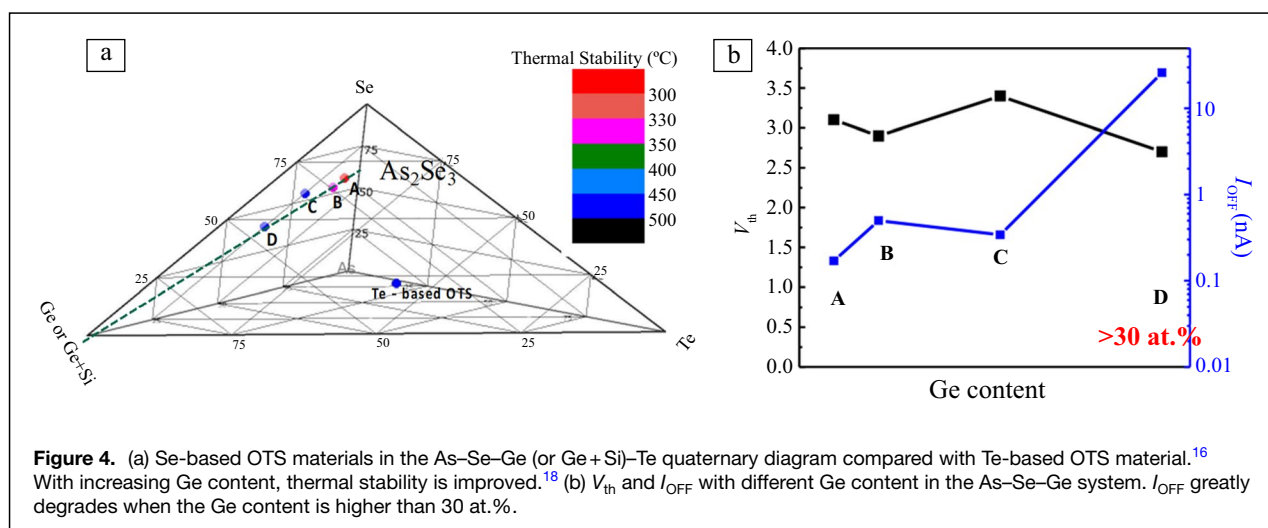 a
Thermal Stability (ºC)
300
330
350
400
450
500
Se
75
75
As₂Se₃
A
50
B
C
50
D
50
25
As
25
25
Te - based OTS
Ge or Ge+Si
75
50
25
Te
b
4.0
3.5
3.0
2.5
2.0
1.5
1.0
0.5
0.0
Vth
10
1
0.1
0.01
IOFF (nA)
A
B
C
D
>30 at.%
Ge content
Figure 4. (a) Se-based OTS materials in the As–Se–Ge (or Ge + Si)–Te quaternary diagram compared with Te-based OTS material.¹⁶
With increasing Ge content, thermal stability is improved.¹⁸ (b) Vth and IOFF with different Ge content in the As–Se–Ge system. IOFF greatly
degrades when the Ge content is higher than 30 at.%.